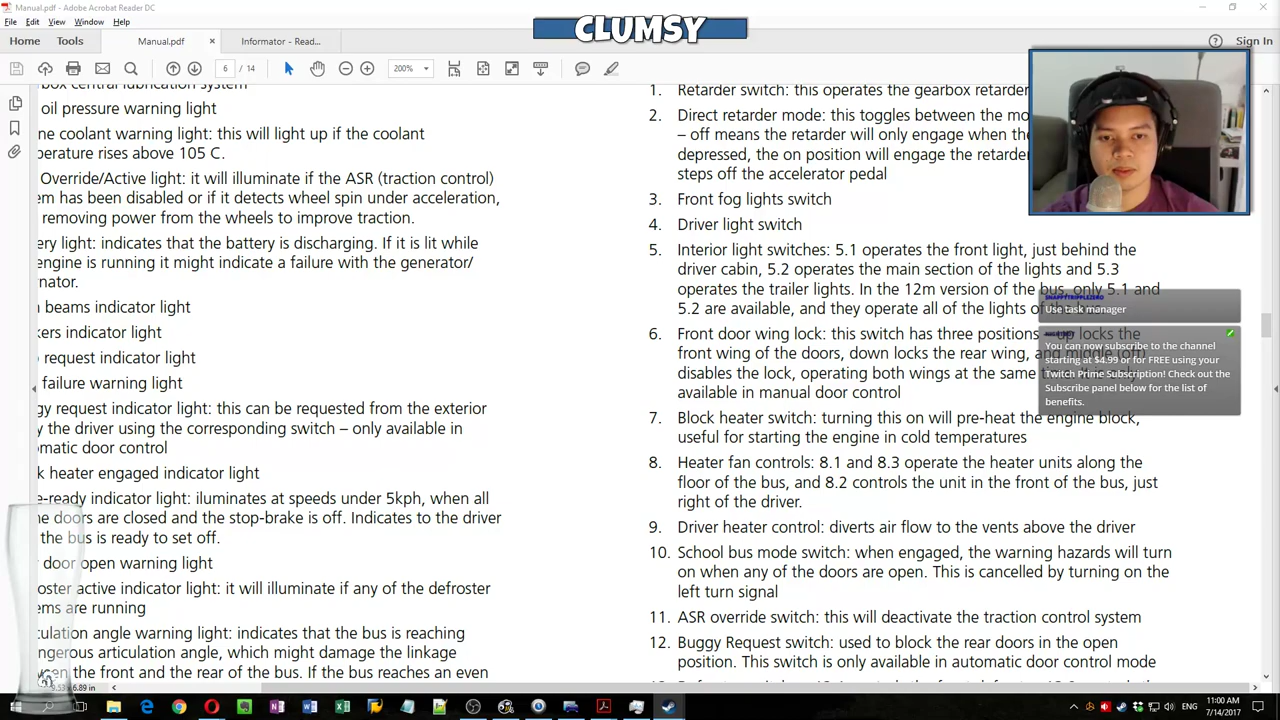 Manual.pdf - Adobe Acrobat Reader DC
File Edit View Window Help
CLUMSY
Home Tools Manual.pdf × Informator - Read... Sign In
6 / 14 200%
box central lubrication system
oil pressure warning light
ne coolant warning light: this will light up if the coolant
perature rises above 105 C.
Override/Active light: it will illuminate if the ASR (traction control)
em has been disabled or if it detects wheel spin under acceleration,
removing power from the wheels to improve traction.
ery light: indicates that the battery is discharging. If it is lit while
engine is running it might indicate a failure with the generator/
nator.
n beams indicator light
kers indicator light
request indicator light
failure warning light
gy request indicator light: this can be requested from the exterior
y the driver using the corresponding switch – only available in
omatic door control
k heater engaged indicator light
e-ready indicator light: iluminates at speeds under 5kph, when all
he doors are closed and the stop-brake is off. Indicates to the driver
the bus is ready to set off.
door open warning light
oster active indicator light: it will illuminate if any of the defroster
ems are running
culation angle warning light: indicates that the bus is reaching
ngerous articulation angle, which might damage the linkage
ween the front and the rear of the bus. If the bus reaches an even
1. Retarder switch: this operates the gearbox retarder
2. Direct retarder mode: this toggles between the mo
– off means the retarder will only engage when the
depressed, the on position will engage the retarder
steps off the accelerator pedal
3. Front fog lights switch
4. Driver light switch
5. Interior light switches: 5.1 operates the front light, just behind the
driver cabin, 5.2 operates the main section of the lights and 5.3
operates the trailer lights. In the 12m version of the bus, only 5.1 and
5.2 are available, and they operate all of the lights of
6. Front door wing lock: this switch has three positions – up locks the
front wing of the doors, down locks the rear wing, and middle (off)
disables the lock, operating both wings at the same
available in manual door control
7. Block heater switch: turning this on will pre-heat the engine block,
useful for starting the engine in cold temperatures
8. Heater fan controls: 8.1 and 8.3 operate the heater units along the
floor of the bus, and 8.2 controls the unit in the front of the bus, just
right of the driver.
9. Driver heater control: diverts air flow to the vents above the driver
10. School bus mode switch: when engaged, the warning hazards will turn
on when any of the doors are open. This is cancelled by turning on the
left turn signal
11. ASR override switch: this will deactivate the traction control system
12. Buggy Request switch: used to block the rear doors in the open
position. This switch is only available in automatic door control mode
SNAPPYTRIPPLEZERO
Use task manager
You can now subscribe to the channel
starting at $4.99 or for FREE using your
Twitch Prime Subscription! Check out the
Subscribe panel below for the list of
benefits.
ENG
11:00 AM
7/14/2017